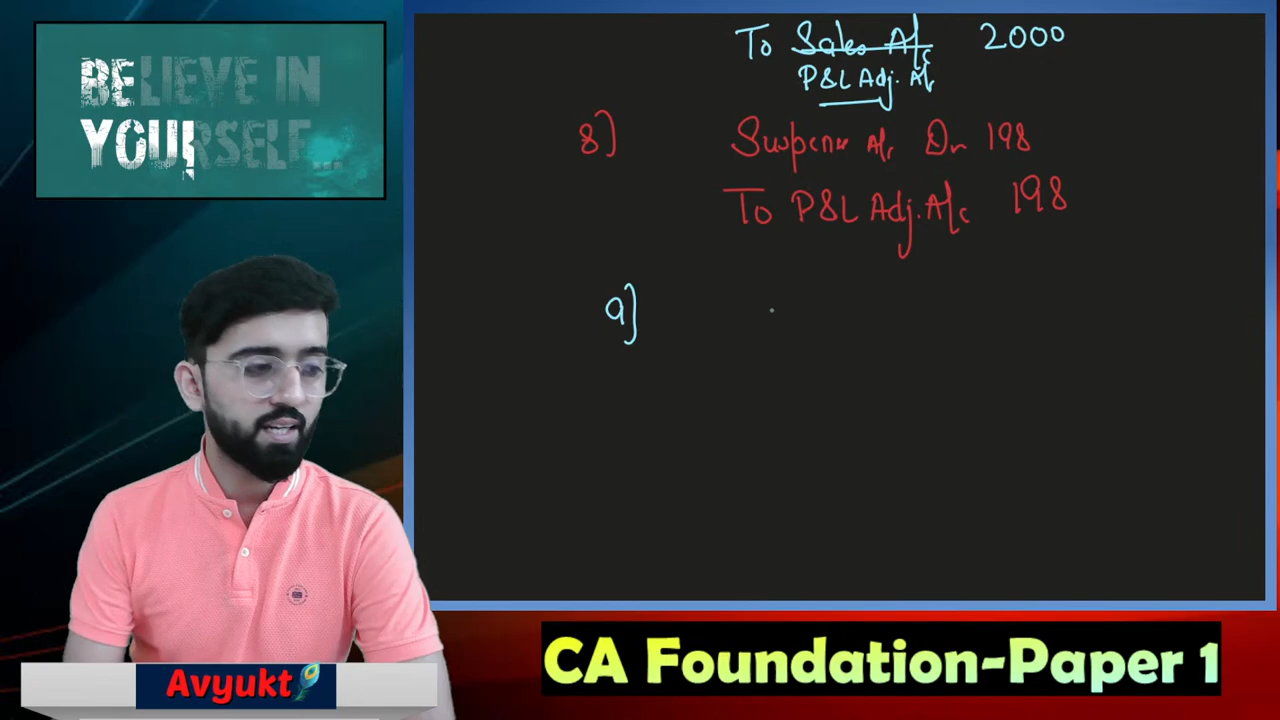 BELIEVE IN
YOURSELF...
To Sales A/c 2000
P&L Adj. A/c
8] Suspense A/c Dr 198
To P&L Adj. A/c 198
9]
Avyukt
CA Foundation-Paper 1